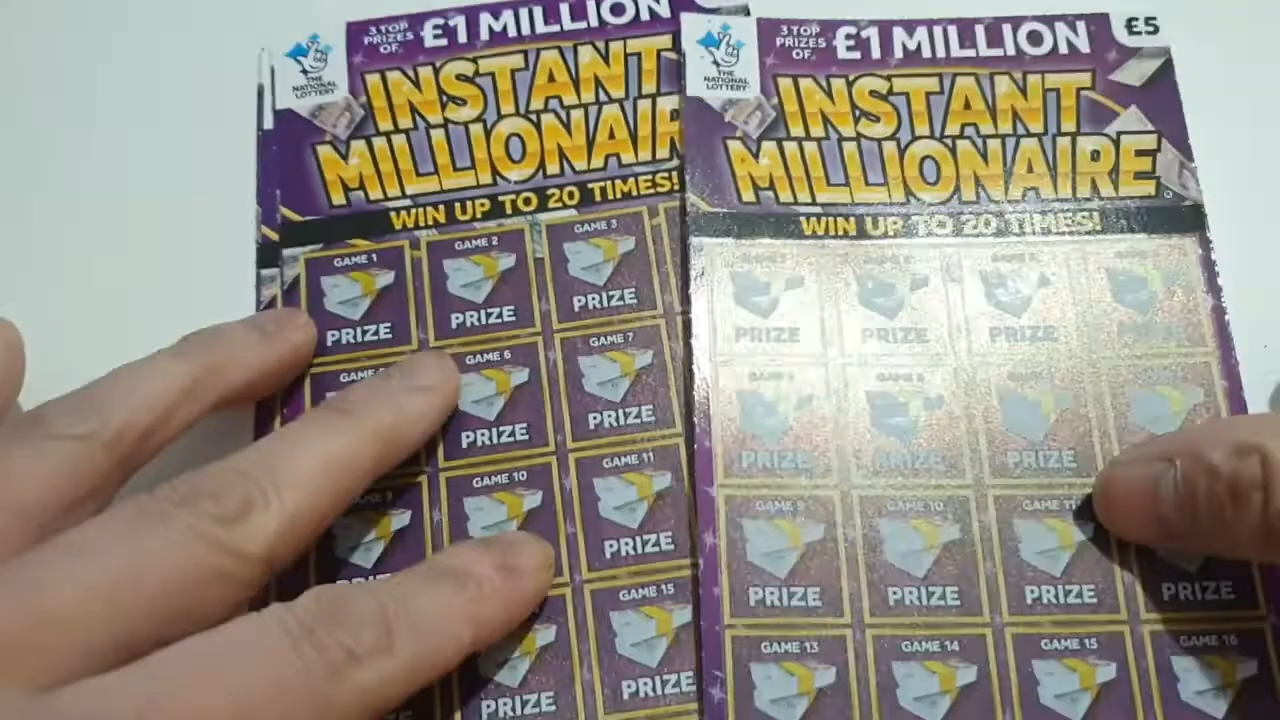 3 TOP
PRIZES
OF
£1 MILLION
THE
NATIONAL
LOTTERY
INSTANT
MILLIONAIR
WIN UP TO 20 TIMES!
GAME 1
PRIZE
GAME 2
PRIZE
GAME 3
PRIZE
GAME 6
PRIZE
GAME 7
PRIZE
GAME 10
GAME 11
PRIZE
PRIZE
GAME 15
PRIZE
3 TOP
PRIZES
OF
£1 MILLION
£5
THE
NATIONAL
LOTTERY
INSTANT
MILLIONAIRE
WIN UP TO 20 TIMES!
PRIZE
PRIZE
PRIZE
PRIZE
PRIZE
PRIZE
PRIZE
GAME 9
PRIZE
GAME 10
PRIZE
GAME 11
PRIZE
PRIZE
GAME 13
GAME 14
GAME 15
GAME 16